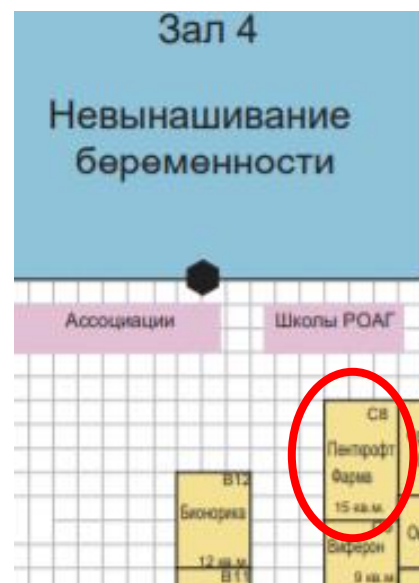 Зал 4
Невынашивание
беременности
Ассоциации
Школы РОАГ
C8
Пенткрофт
Фарма
15 кв.м.
B12
Бионорика
12 кв.м.
Виферон
9 кв.м
B11